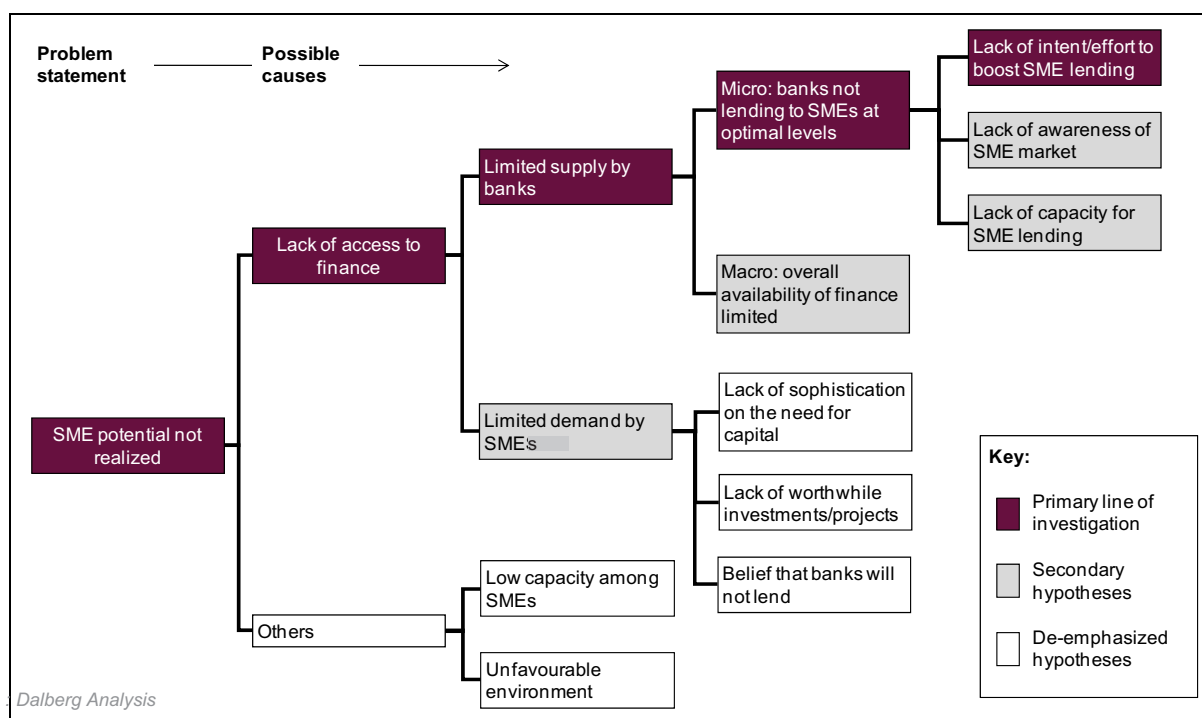 Problem
statement
Possible
causes
SME potential not
realized
Lack of access to
finance
Others
Limited supply by
banks
Limited demand by
SMEs
Low capacity among
SMEs
Unfavourable
environment
Micro: banks not
lending to SMEs at
optimal levels
Macro: overall
availability of finance
limited
Lack of sophistication
on the need for
capital
Lack of worthwhile
investments/projects
Belief that banks will
not lend
Lack of intent/effort to
boost SME lending
Lack of awareness of
SME market
Lack of capacity for
SME lending
Key:
Primary line of
investigation
Secondary
hypotheses
De-emphasized
hypotheses
: Dalberg Analysis